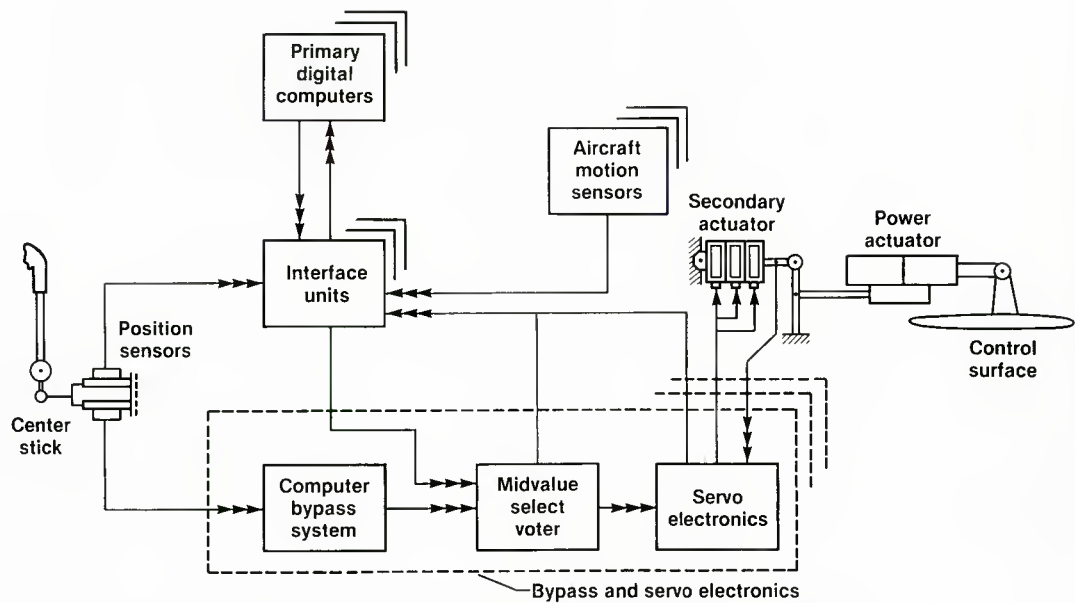 Primary
digital
computers
Aircraft
motion
sensors
Secondary
actuator
Power
actuator
Interface
units
Position
sensors
Control
surface
Center
stick
Computer
bypass
system
Midvalue
select
voter
Servo
electronics
Bypass and servo electronics